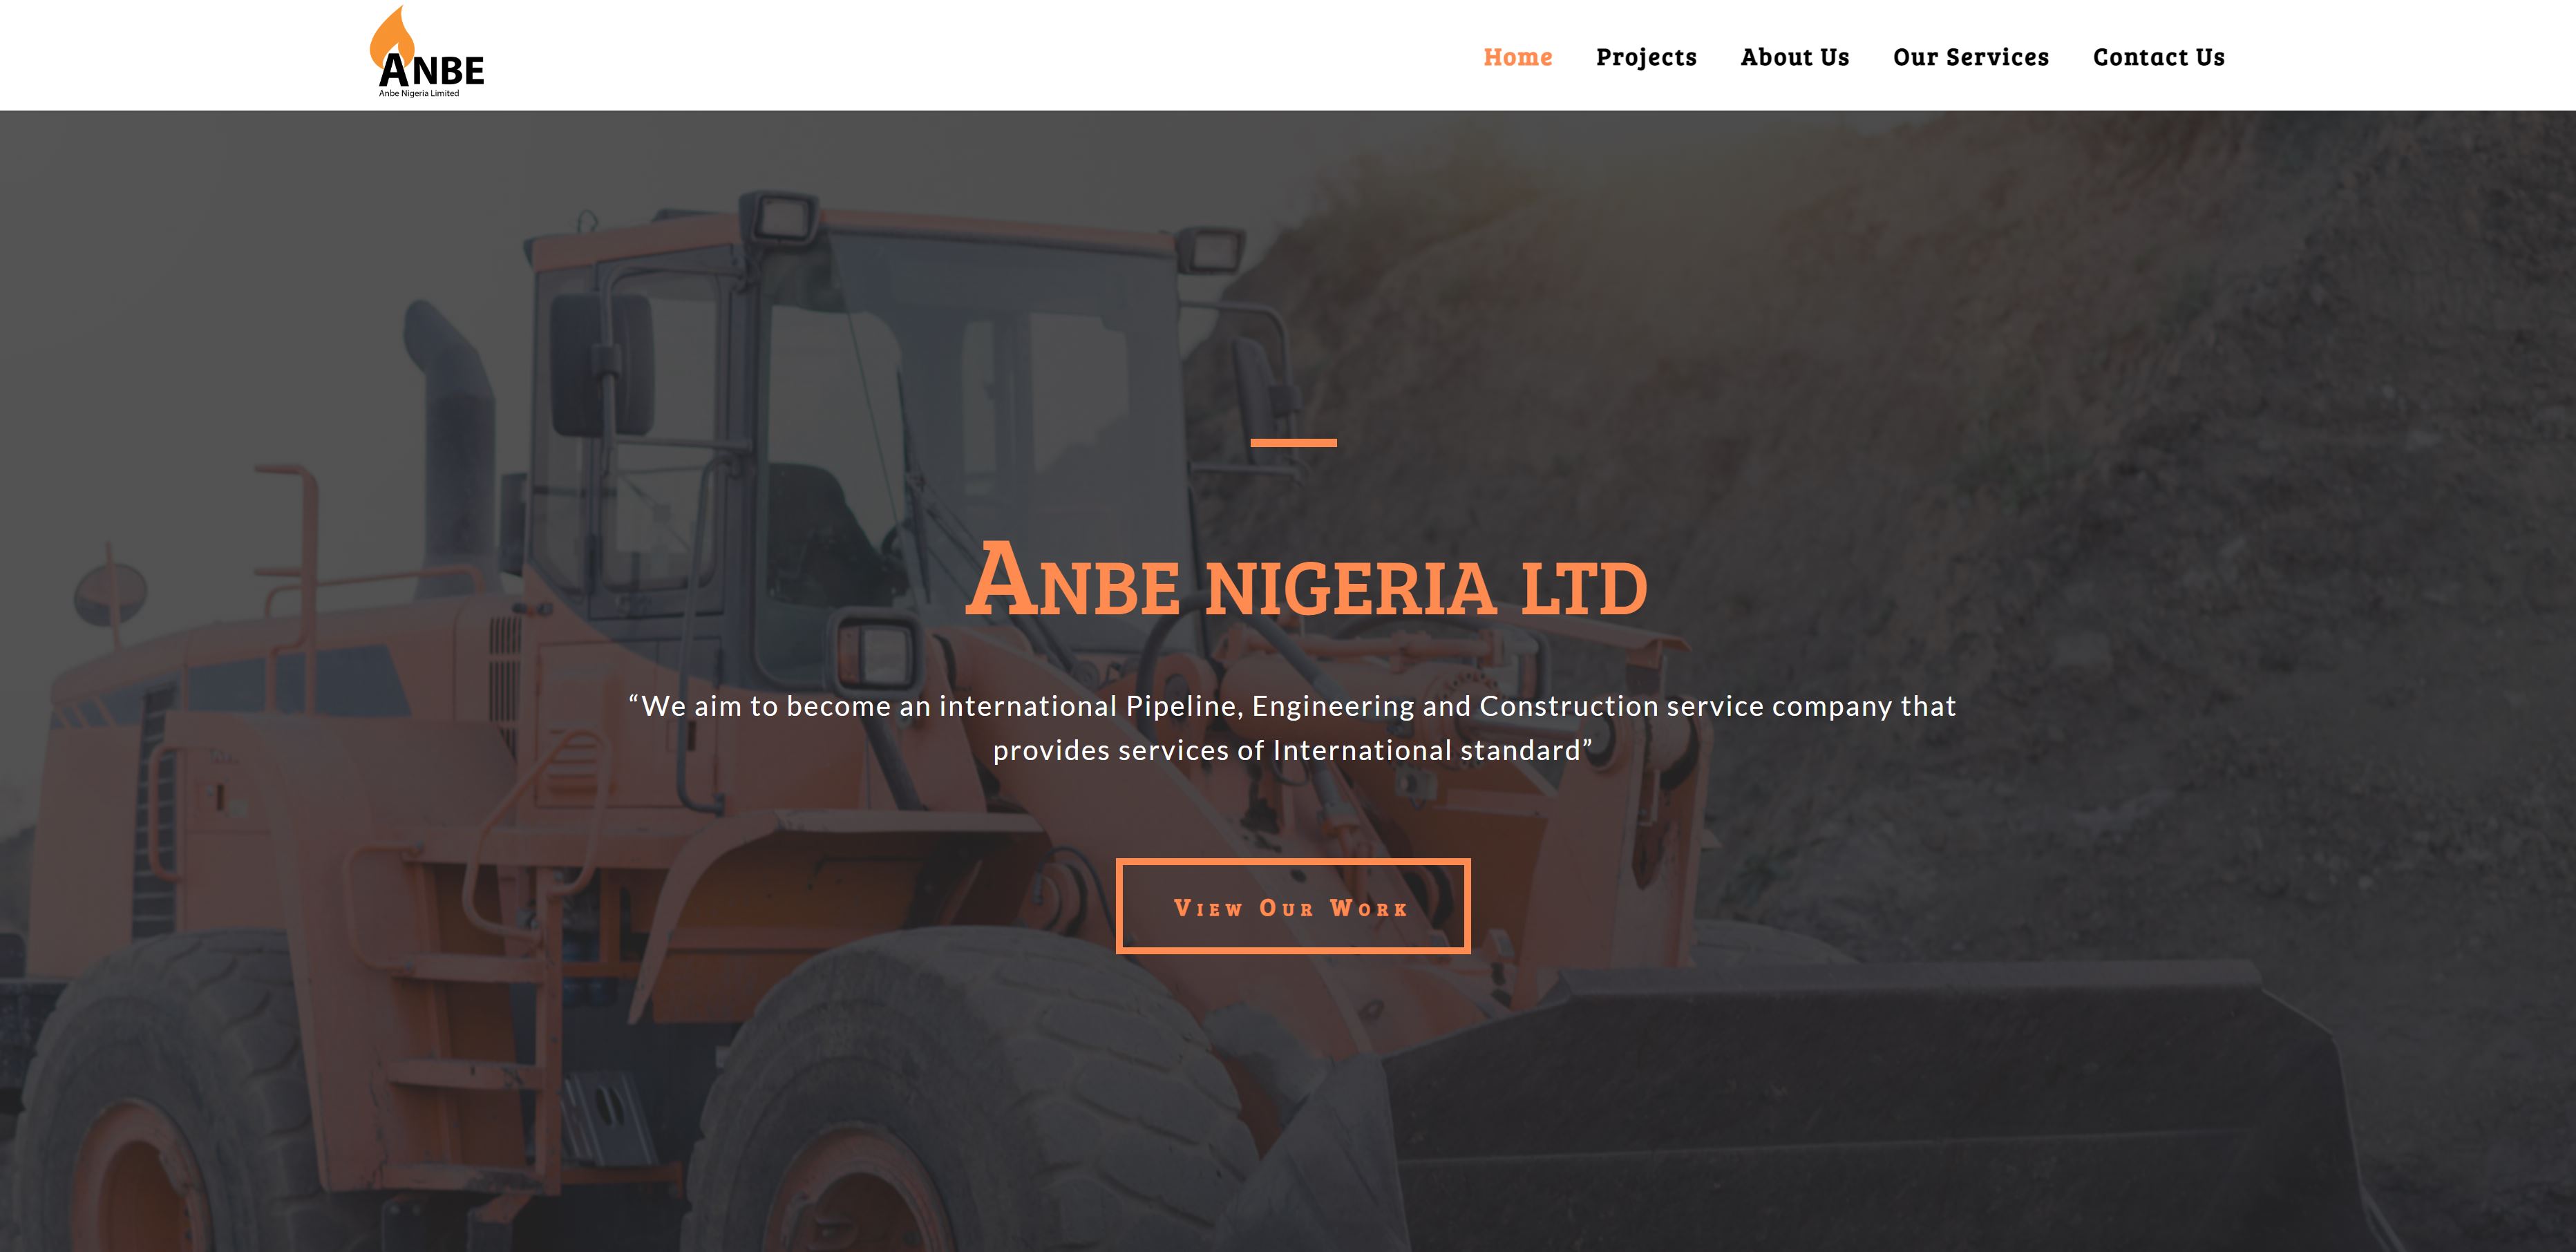 ANBE
Anbe Nigeria Limited
Home Projects About Us Our Services Contact Us
ANBE NIGERIA LTD
“We aim to become an international Pipeline, Engineering and Construction service company that
provides services of International standard”
View Our Work